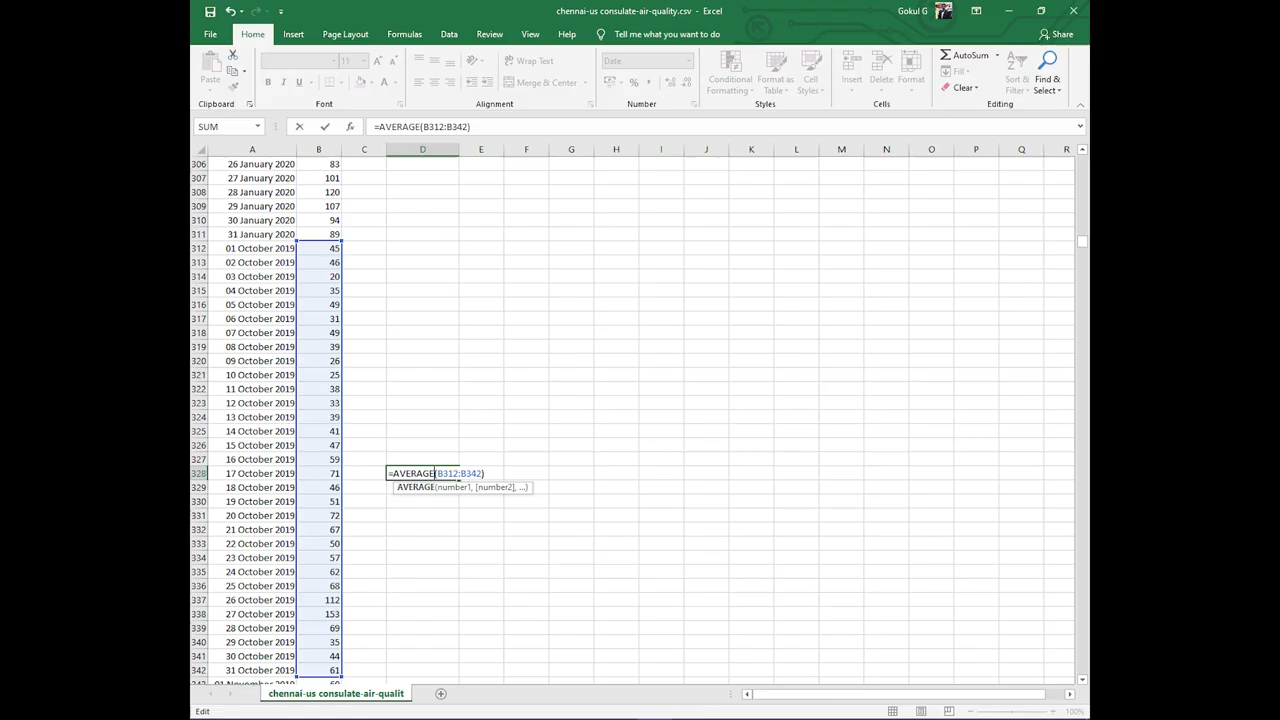 chennai-us consulate-air-quality.csv - Excel
Gokul G
File Home Insert Page Layout Formulas Data Review View Help Tell me what you want to do Share
Paste
11
A A
Wrap Text
Date
Conditional Formatting
Format as Table
Cell Styles
Insert Delete Format
AutoSum
Fill
Clear
Sort & Filter
Find & Select
B I U
Merge & Center
%
Clipboard Font Alignment Number Styles Cells Editing
SUM fx =AVERAGE(B312:B342)
A B C D E F G H I J K L M N O P Q R
306 26 January 2020 83
307 27 January 2020 101
308 28 January 2020 120
309 29 January 2020 107
310 30 January 2020 94
311 31 January 2020 89
312 01 October 2019 45
313 02 October 2019 46
314 03 October 2019 20
315 04 October 2019 35
316 05 October 2019 49
317 06 October 2019 31
318 07 October 2019 49
319 08 October 2019 39
320 09 October 2019 26
321 10 October 2019 25
322 11 October 2019 38
323 12 October 2019 33
324 13 October 2019 39
325 14 October 2019 41
326 15 October 2019 47
327 16 October 2019 59
328 17 October 2019 71 =AVERAGE(B312:B342)
329 18 October 2019 46 AVERAGE(number1, [number2], ...)
330 19 October 2019 51
331 20 October 2019 72
332 21 October 2019 67
333 22 October 2019 50
334 23 October 2019 57
335 24 October 2019 62
336 25 October 2019 68
337 26 October 2019 112
338 27 October 2019 153
339 28 October 2019 69
340 29 October 2019 35
341 30 October 2019 44
342 31 October 2019 61
343 01 November 2019 60
chennai-us consulate-air-qualit
Edit 100%